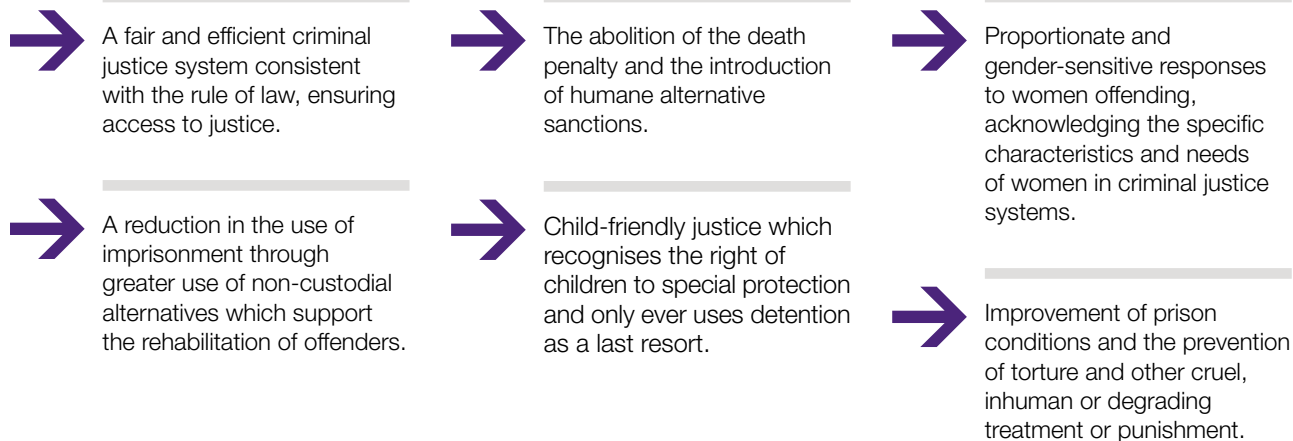 A fair and efficient criminal
justice system consistent
with the rule of law, ensuring
access to justice.
A reduction in the use of
imprisonment through
greater use of non-custodial
alternatives which support
the rehabilitation of offenders.
The abolition of the death
penalty and the introduction
of humane alternative
sanctions.
Child-friendly justice which
recognises the right of
children to special protection
and only ever uses detention
as a last resort.
Proportionate and
gender-sensitive responses
to women offending,
acknowledging the specific
characteristics and needs
of women in criminal justice
systems.
Improvement of prison
conditions and the prevention
of torture and other cruel,
inhuman or degrading
treatment or punishment.